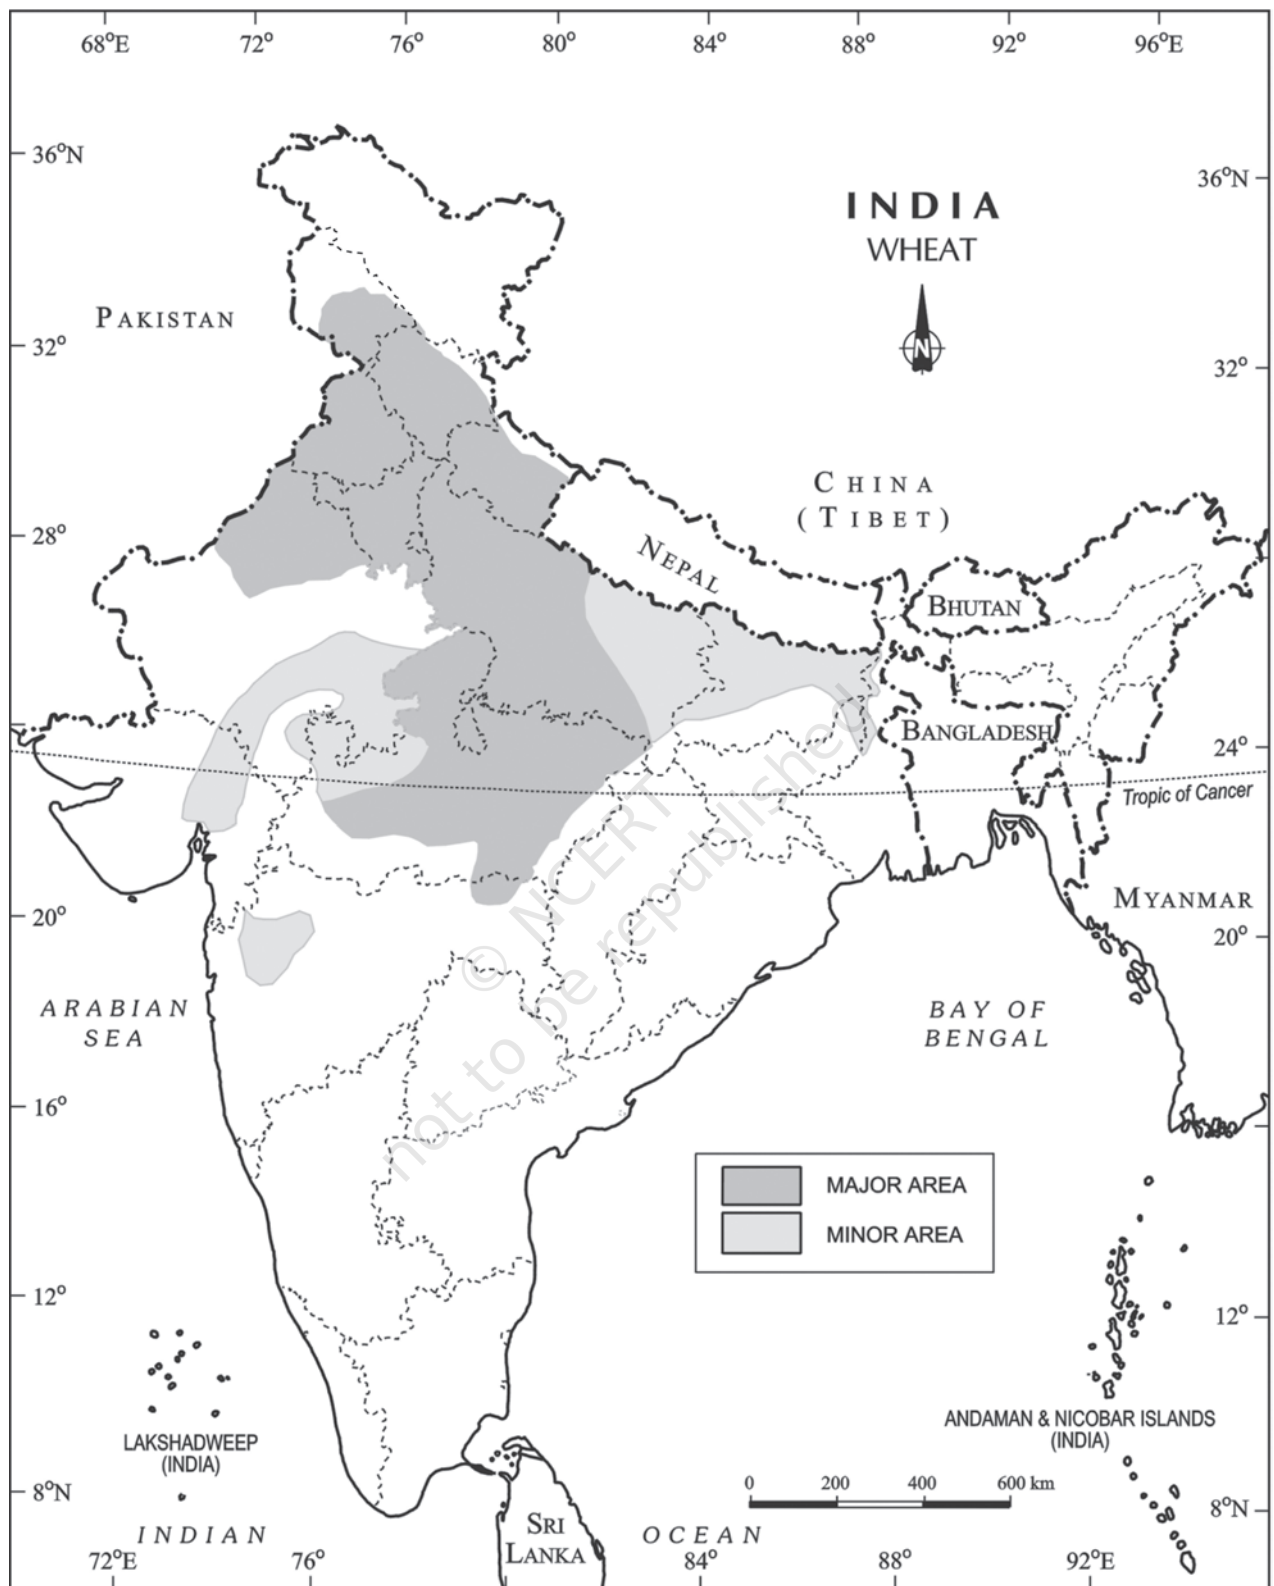 68°E 72° 76° 80° 84° 88° 92° 96°E
36°N
36°N
INDIA
WHEAT
N
PAKISTAN
32°
32°
CHINA
(TIBET)
28°
NEPAL
BHUTAN
BANGLADESH
24°
Tropic of Cancer
MYANMAR
20°
20°
© NCERT
not to be republished
ARABIAN
SEA
BAY OF
BENGAL
16°
MAJOR AREA
MINOR AREA
12°
12°
ANDAMAN & NICOBAR ISLANDS
(INDIA)
LAKSHADWEEP
(INDIA)
0 200 400 600 km
8°N
8°N
SRI
LANKA
INDIAN OCEAN
72°E 76° 84° 88° 92°E